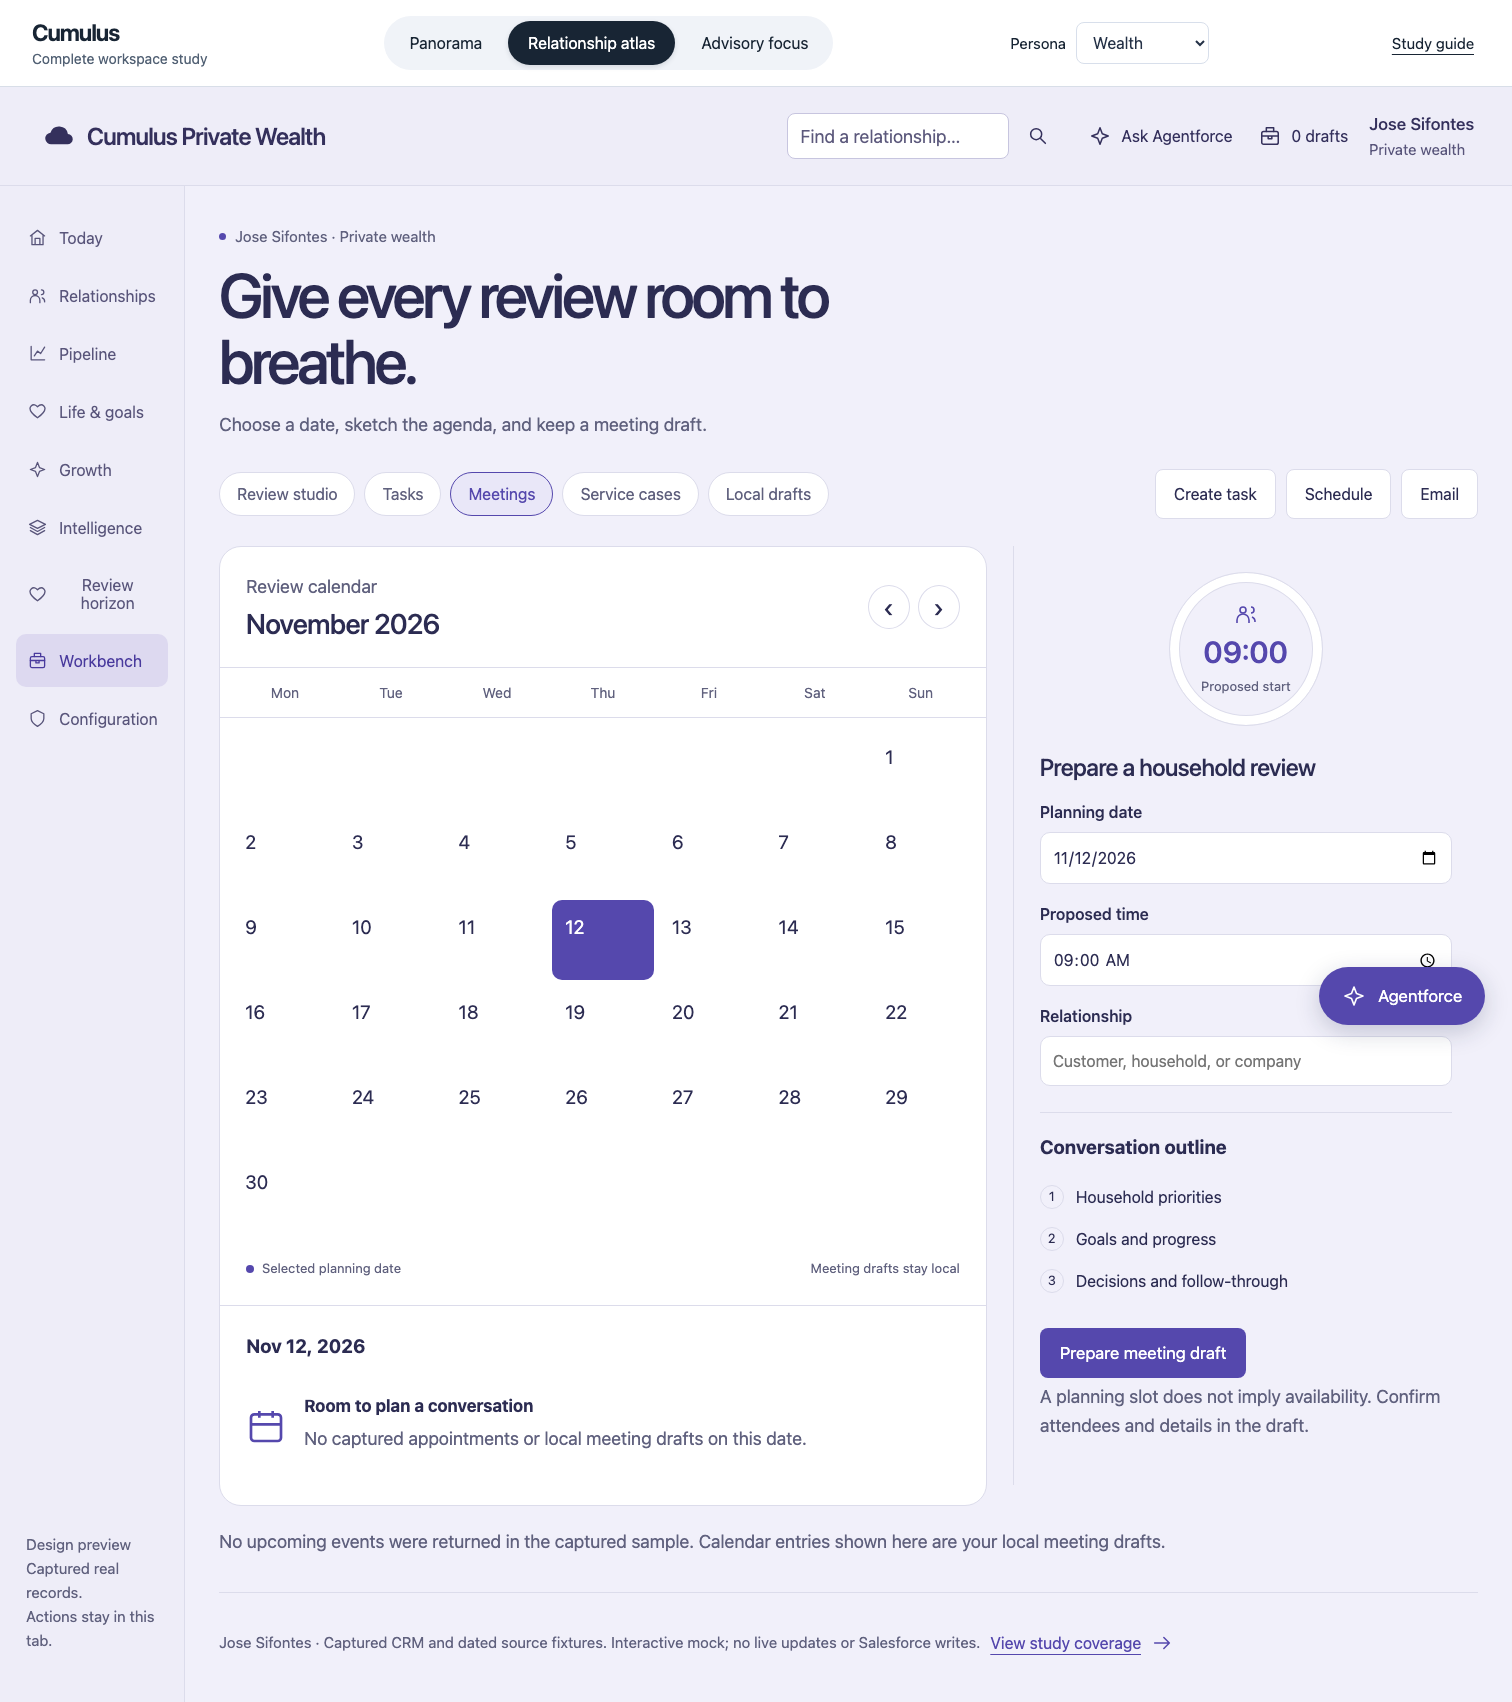 Cumulus
Complete workspace study
Panorama
Relationship atlas
Advisory focus
Persona
Wealth
Study guide
Cumulus Private Wealth
Find a relationship...
Ask Agentforce
0 drafts
Jose Sifontes
Private wealth
Today
Relationships
Pipeline
Life & goals
Growth
Intelligence
Review
horizon
Workbench
Configuration
Design preview
Captured real
records.
Actions stay in this
tab.
Jose Sifontes · Private wealth
Give every review room to
breathe.
Choose a date, sketch the agenda, and keep a meeting draft.
Review studio
Tasks
Meetings
Service cases
Local drafts
Create task
Schedule
Email
Review calendar
November 2026
‹ ›
Mon Tue Wed Thu Fri Sat Sun
1
2 3 4 5 6 7 8
9 10 11 12 13 14 15
16 17 18 19 20 21 22
23 24 25 26 27 28 29
30
Selected planning date
Meeting drafts stay local
Nov 12, 2026
Room to plan a conversation
No captured appointments or local meeting drafts on this date.
09:00
Proposed start
Prepare a household review
Planning date
11/12/2026
Proposed time
09:00 AM
Agentforce
Relationship
Customer, household, or company
Conversation outline
1 Household priorities
2 Goals and progress
3 Decisions and follow-through
Prepare meeting draft
A planning slot does not imply availability. Confirm
attendees and details in the draft.
No upcoming events were returned in the captured sample. Calendar entries shown here are your local meeting drafts.
Jose Sifontes · Captured CRM and dated source fixtures. Interactive mock; no live updates or Salesforce writes. View study coverage →